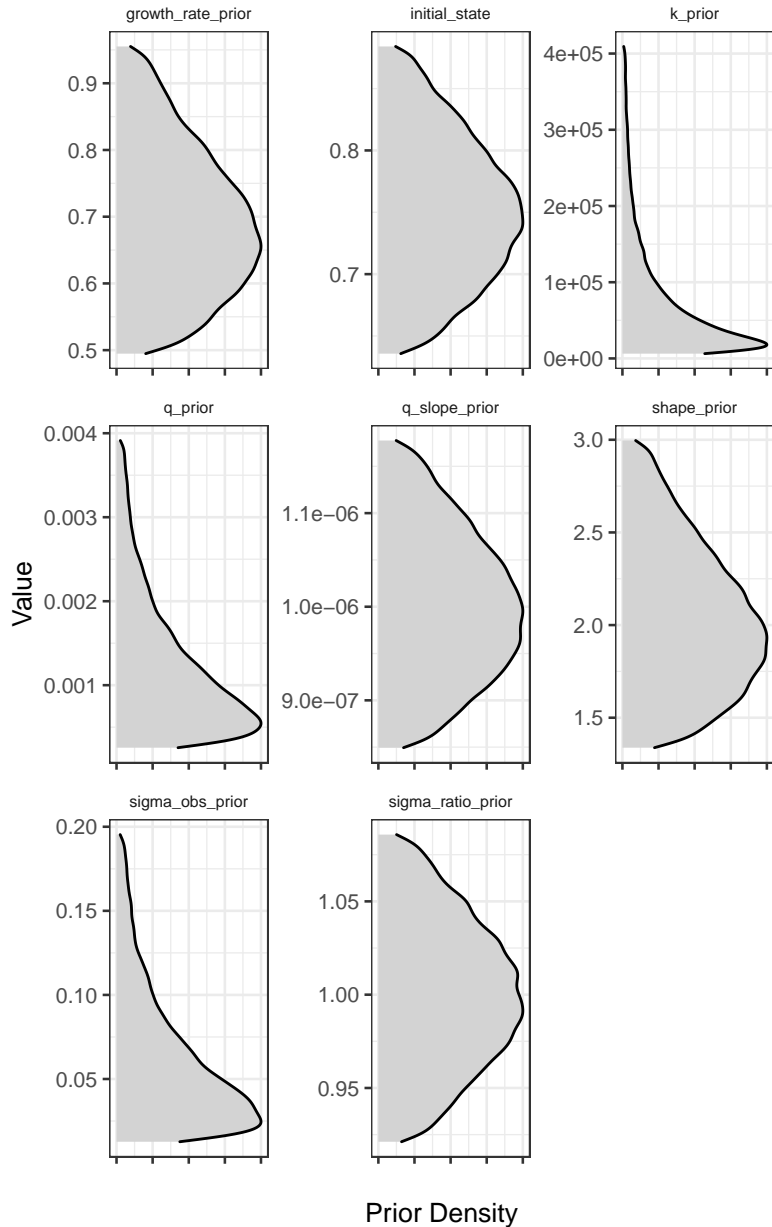 growth_rate_prior initial_state k_prior
0.9
0.8
0.7
0.6
0.5
0.8
0.7
4e+05
3e+05
2e+05
1e+05
0e+00
q_prior q_slope_prior shape_prior
0.004
0.003
0.002
0.001
1.1e−06
1.0e−06
9.0e−07
3.0
2.5
2.0
1.5
Value
sigma_obs_prior sigma_ratio_prior
0.20
0.15
0.10
0.05
1.05
1.00
0.95
Prior Density